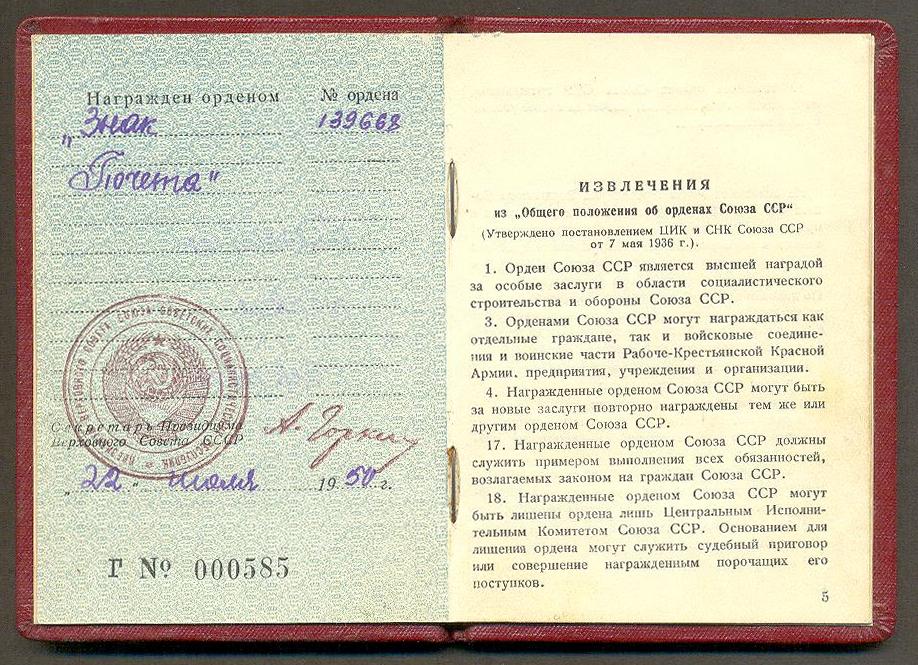 Награжден орденом № ордена
„Знак 139668
Почета"
Секретарь Президиума
Верховного Совета СССР
А. Горкин
„22" июля 1950 г.
Г № 000585
ИЗВЛЕЧЕНИЯ
из „Общего положения об орденах Союза ССР“
(Утверждено постановлением ЦИК и СНК Союза ССР
от 7 мая 1936 г.).
1. Орден Союза ССР является высшей наградой
за особые заслуги в области социалистического
строительства и обороны Союза ССР.
3. Орденами Союза ССР могут награждаться как
отдельные граждане, так и войсковые соедине-
ния и воинские части Рабоче-Крестьянской Красной
Армии, предприятия, учреждения и организации.
4. Награжденные орденом Союза ССР могут быть
за новые заслуги повторно награждены тем же или
другим орденом Союза ССР.
17. Награжденные орденом Союза ССР должны
служить примером выполнения всех обязанностей,
возлагаемых законом на граждан Союза ССР.
18. Награжденные орденом Союза ССР могут
быть лишены ордена лишь Центральным Исполни-
тельным Комитетом Союза ССР. Основанием для
лишения ордена могут служить судебный приговор
или совершение награжденным порочащих его
поступков.
5